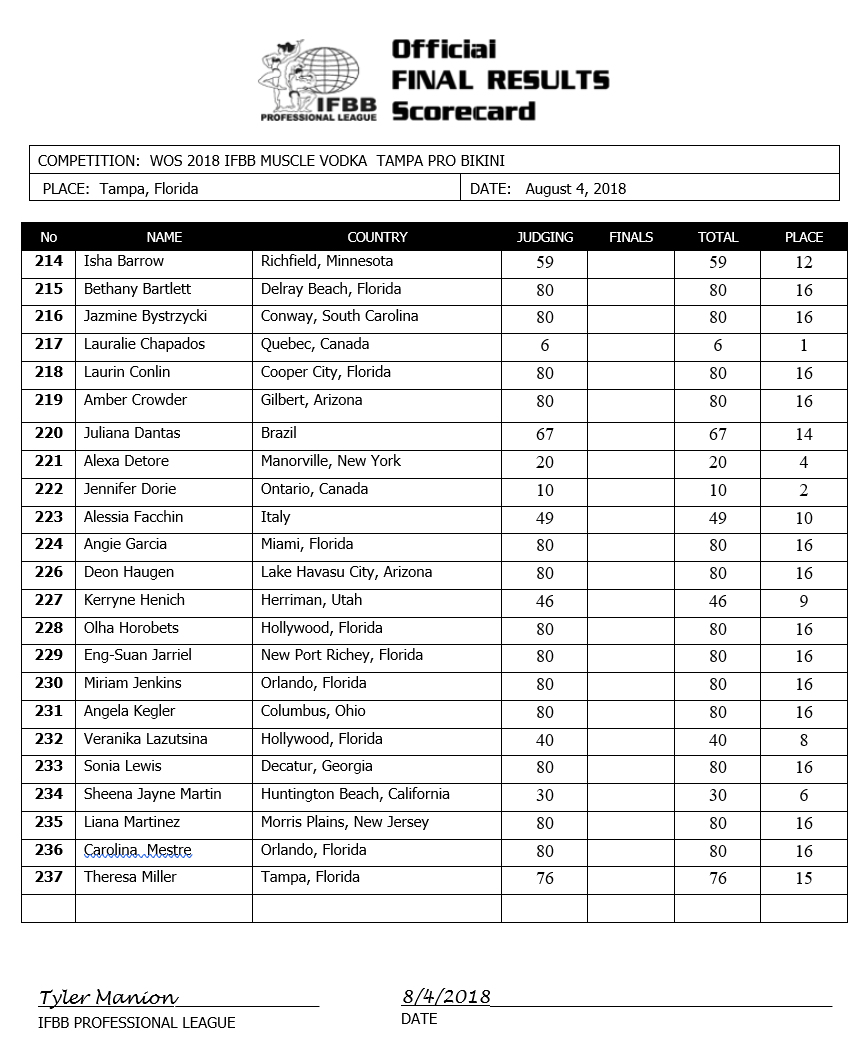 IFBB
PROFESSIONAL LEAGUE
Official
FINAL RESULTS
Scorecard
COMPETITION: WOS 2018 IFBB MUSCLE VODKA TAMPA PRO BIKINI
PLACE: Tampa, Florida DATE: August 4, 2018
No NAME COUNTRY JUDGING FINALS TOTAL PLACE
214 Isha Barrow Richfield, Minnesota 59 59 12
215 Bethany Bartlett Delray Beach, Florida 80 80 16
216 Jazmine Bystrzycki Conway, South Carolina 80 80 16
217 Lauralie Chapados Quebec, Canada 6 6 1
218 Laurin Conlin Cooper City, Florida 80 80 16
219 Amber Crowder Gilbert, Arizona 80 80 16
220 Juliana Dantas Brazil 67 67 14
221 Alexa Detore Manorville, New York 20 20 4
222 Jennifer Dorie Ontario, Canada 10 10 2
223 Alessia Facchin Italy 49 49 10
224 Angie Garcia Miami, Florida 80 80 16
226 Deon Haugen Lake Havasu City, Arizona 80 80 16
227 Kerryne Henich Herriman, Utah 46 46 9
228 Olha Horobets Hollywood, Florida 80 80 16
229 Eng-Suan Jarriel New Port Richey, Florida 80 80 16
230 Miriam Jenkins Orlando, Florida 80 80 16
231 Angela Kegler Columbus, Ohio 80 80 16
232 Veranika Lazutsina Hollywood, Florida 40 40 8
233 Sonia Lewis Decatur, Georgia 80 80 16
234 Sheena Jayne Martin Huntington Beach, California 30 30 6
235 Liana Martinez Morris Plains, New Jersey 80 80 16
236 Carolina Mestre Orlando, Florida 80 80 16
237 Theresa Miller Tampa, Florida 76 76 15
Tyler Manion 8/4/2018
IFBB PROFESSIONAL LEAGUE DATE